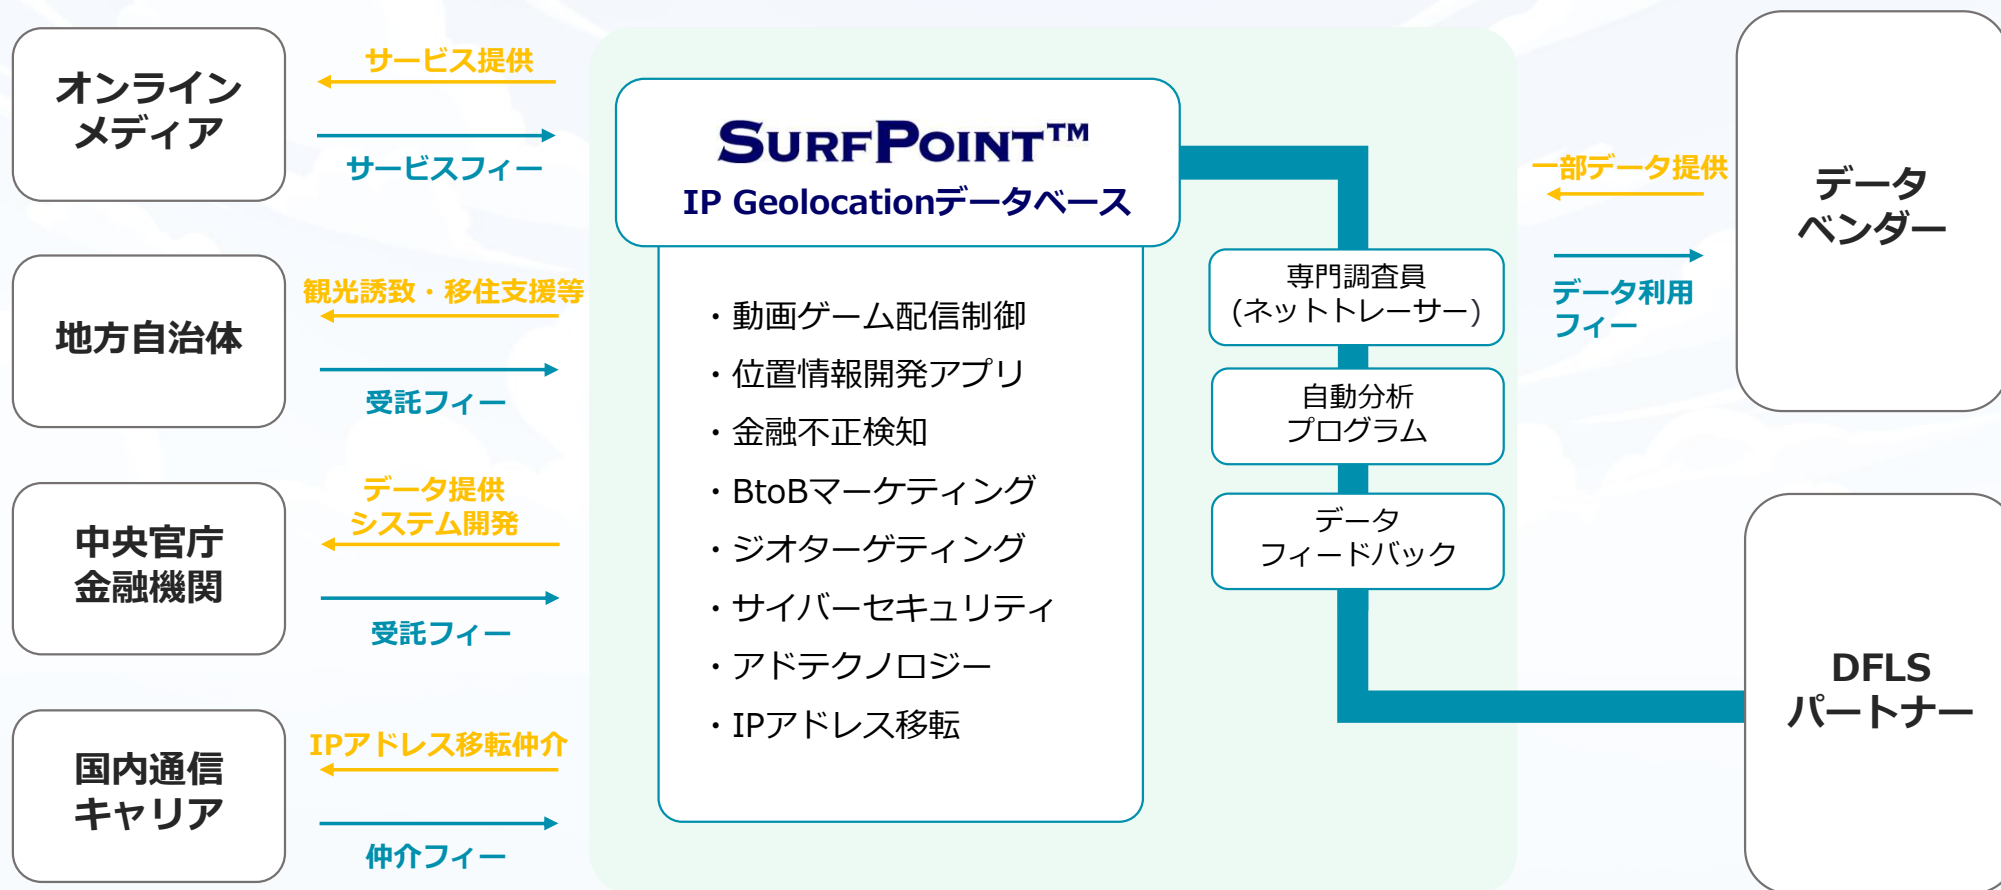 オンライン
メディア
サービス提供
サービスフィー
地方自治体
観光誘致・移住支援等
受託フィー
中央官庁
金融機関
データ提供
システム開発
受託フィー
国内通信
キャリア
IPアドレス移転仲介
仲介フィー
SURFPOINT™
IP Geolocationデータベース
・動画ゲーム配信制御
・位置情報開発アプリ
・金融不正検知
・BtoBマーケティング
・ジオターゲティング
・サイバーセキュリティ
・アドテクノロジー
・IPアドレス移転
専門調査員
(ネットトレーサー)
自動分析
プログラム
データ
フィードバック
一部データ提供
データ利用
フィー
データ
ベンダー
DFLS
パートナー